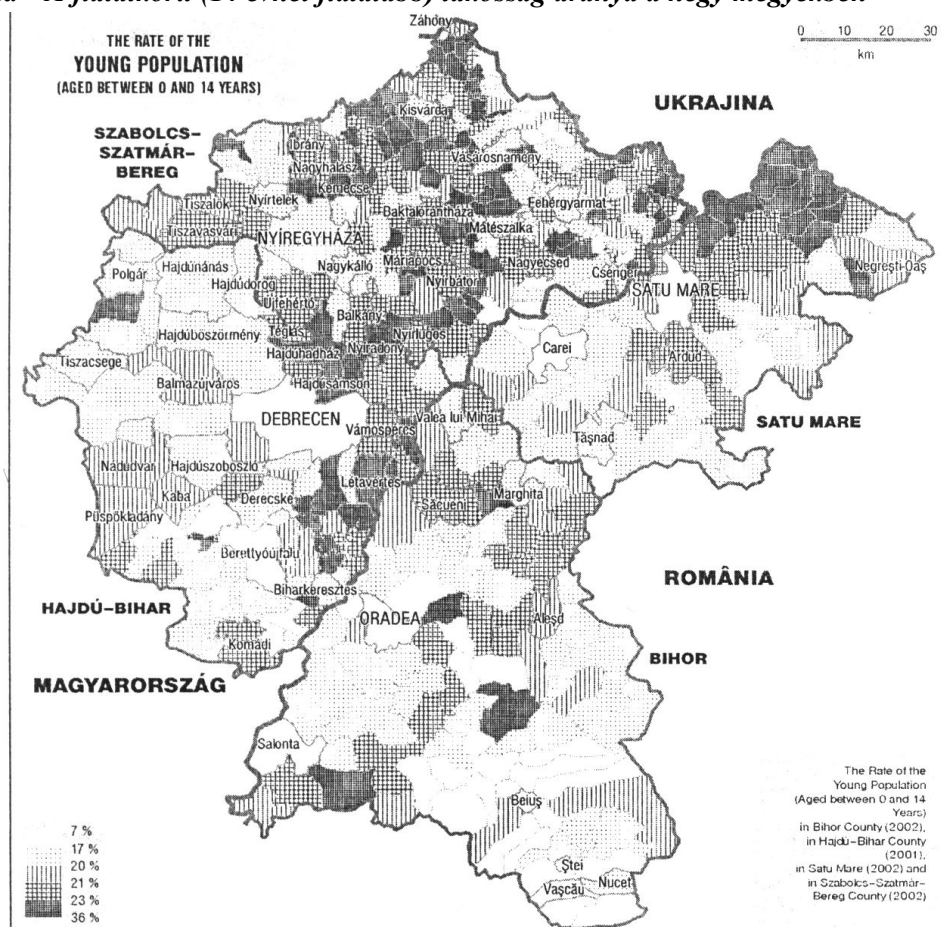 A fiatalkorú (14 évnél fiatalabb) lakosság aránya a négy megyében
THE RATE OF THE
YOUNG POPULATION
(AGED BETWEEN 0 AND 14 YEARS)
0 10 20 30
km
Záhony
UKRAJINA
SZABOLCS–
SZATMÁR–
BEREG
Kisvárda
Ibrány
Nagyhalász
Vásárosnamény
Kemecse
Tiszalök
Nyírtelek
Baktalórántháza
Fehérgyarmat
Tiszavasvári
NYÍREGYHÁZA
Mátészalka
Polgár
Hajdúnánás
Nagykálló
Máriapócs
Nagyecsed
Csenger
Negrești-Oaș
Hajdúdorog
Nyírbátor
SATU MARE
Újfehértó
Balkány
Hajdúböszörmény
Téglás
Nyírlugos
Tiszacsege
Hajdúhadház
Nyíradony
Carei
Ardud
Balmazújváros
Hajdúsámson
DEBRECEN
Valea lui Mihai
SATU MARE
Vámospércs
Tășnad
Nádudvar
Hajdúszoboszló
Létavértes
Kaba
Derecske
Săcueni
Marghita
Püspökladány
Berettyóújfalu
ROMÂNIA
Biharkeresztes
HAJDÚ–BIHAR
ORADEA
Aleșd
Komádi
BIHOR
MAGYARORSZÁG
Salonta
Beiuș
Ștei
Nucet
Vașcău
7 %
17 %
20 %
21 %
23 %
36 %
The Rate of the
Young Population
(Aged between 0 and 14
Years)
in Bihor County (2002),
in Hajdú–Bihar County
(2001),
in Satu Mare (2002) and
in Szabolcs–Szatmár–
Bereg County (2002)